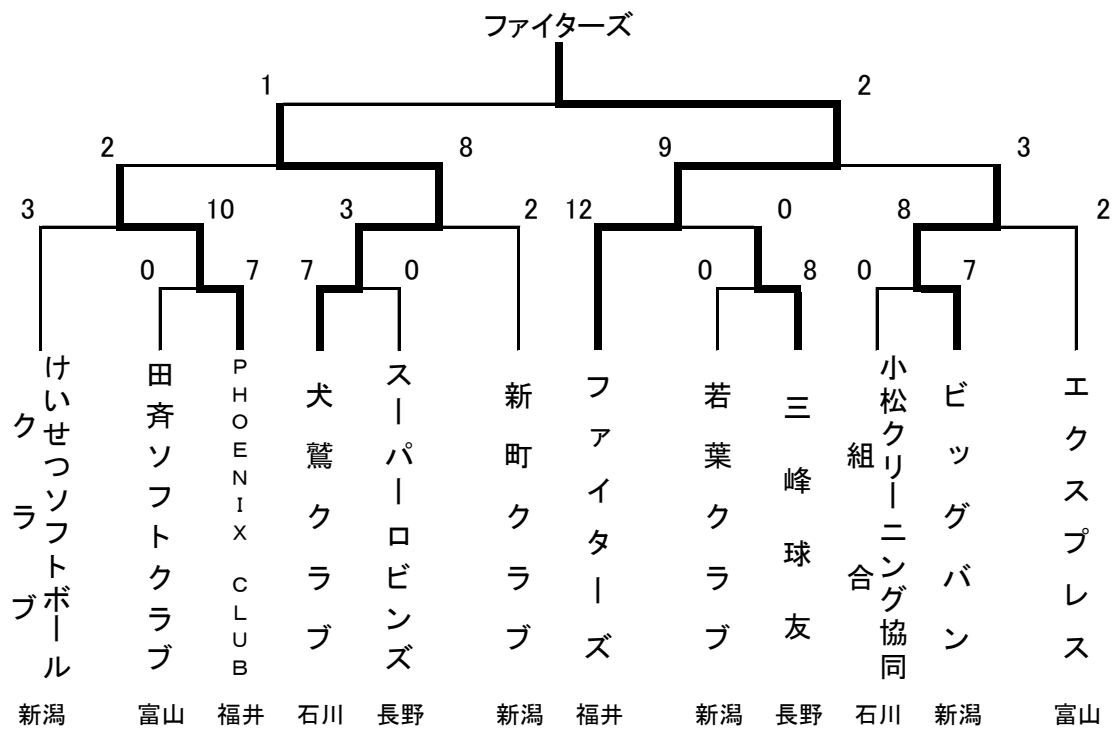 ファイターズ
1 2
2 8 9 3
3 10 3 2 12 0 8 2
0 7 7 0 0 8 0 7
けいせつソフトボール
クラブ
田斉ソフトクラブ
PHOENIX CLUB
犬鷲クラブ
スーパーロビンズ
新町クラブ
ファイターズ
若葉クラブ
三峰球友
小松クリーニング協同
組合
ビッグバン
エクスプレス
新潟 富山 福井 石川 長野 新潟 福井 新潟 長野 石川 新潟 富山